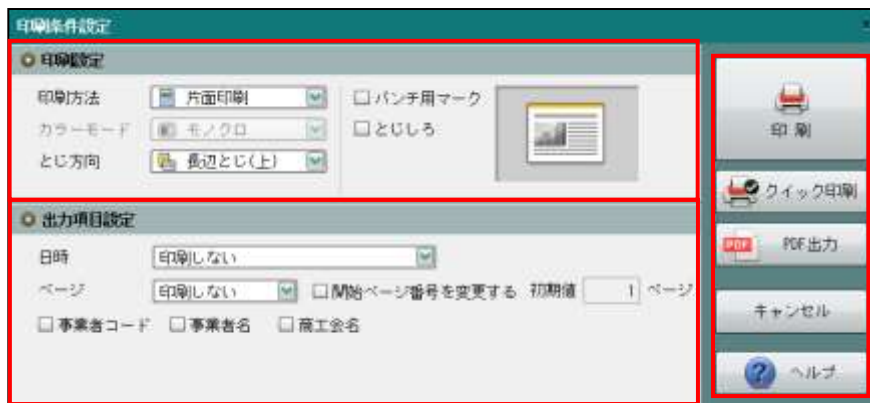 印刷条件設定
印刷設定
印刷方法 片面印刷 □パンチ用マーク
カラーモード モノクロ □とじしろ
とじ方向 長辺とじ(上)
出力項目設定
日時 印刷しない
ページ 印刷しない □開始ページ番号を変更する 初期値 1 ページ
□事業者コード □事業者名 □商工会名
印刷
クイック印刷
PDF PDF出力
キャンセル
? ヘルプ